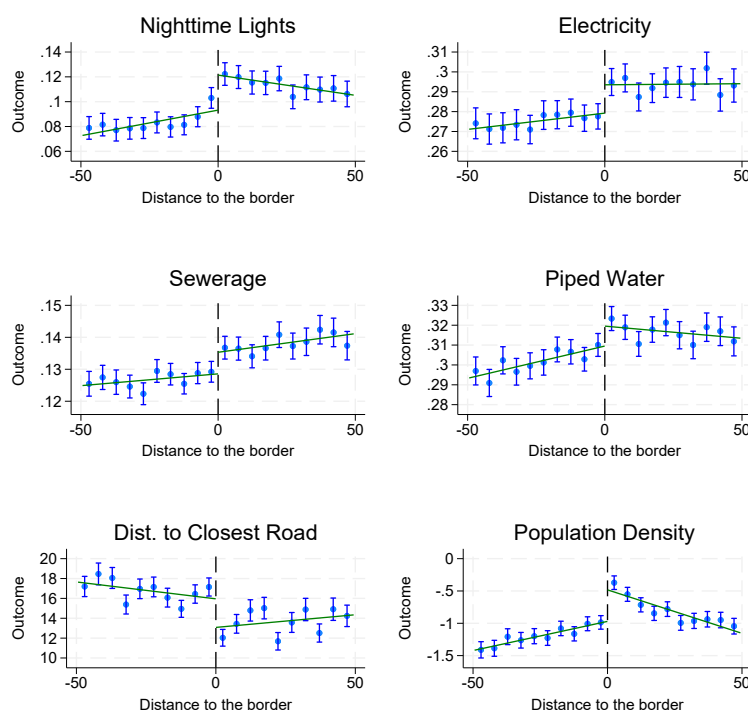 Nighttime Lights
Outcome
.14
.12
.1
.08
.06
-50 0 50
Distance to the border
Electricity
Outcome
.31
.3
.29
.28
.27
.26
-50 0 50
Distance to the border
Sewerage
Outcome
.15
.14
.13
.12
-50 0 50
Distance to the border
Piped Water
Outcome
.33
.32
.31
.3
.29
.28
-50 0 50
Distance to the border
Dist. to Closest Road
Outcome
20
18
16
14
12
10
-50 0 50
Distance to the border
Population Density
Outcome
0
-.5
-1
-1.5
-50 0 50
Distance to the border